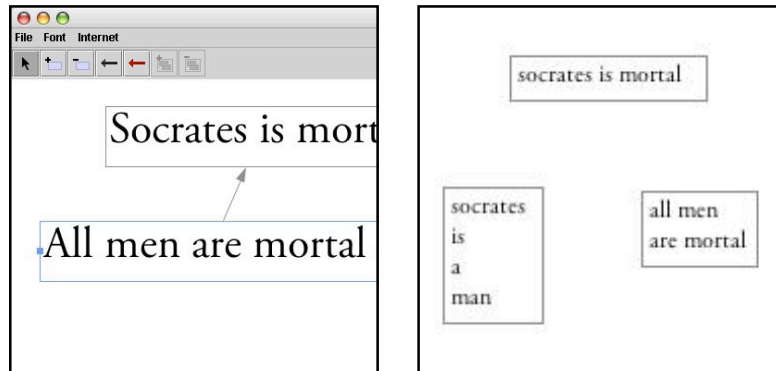 File Font Internet
Socrates is mort
All men are mortal
socrates is mortal
socrates
is
a
man
all men
are mortal